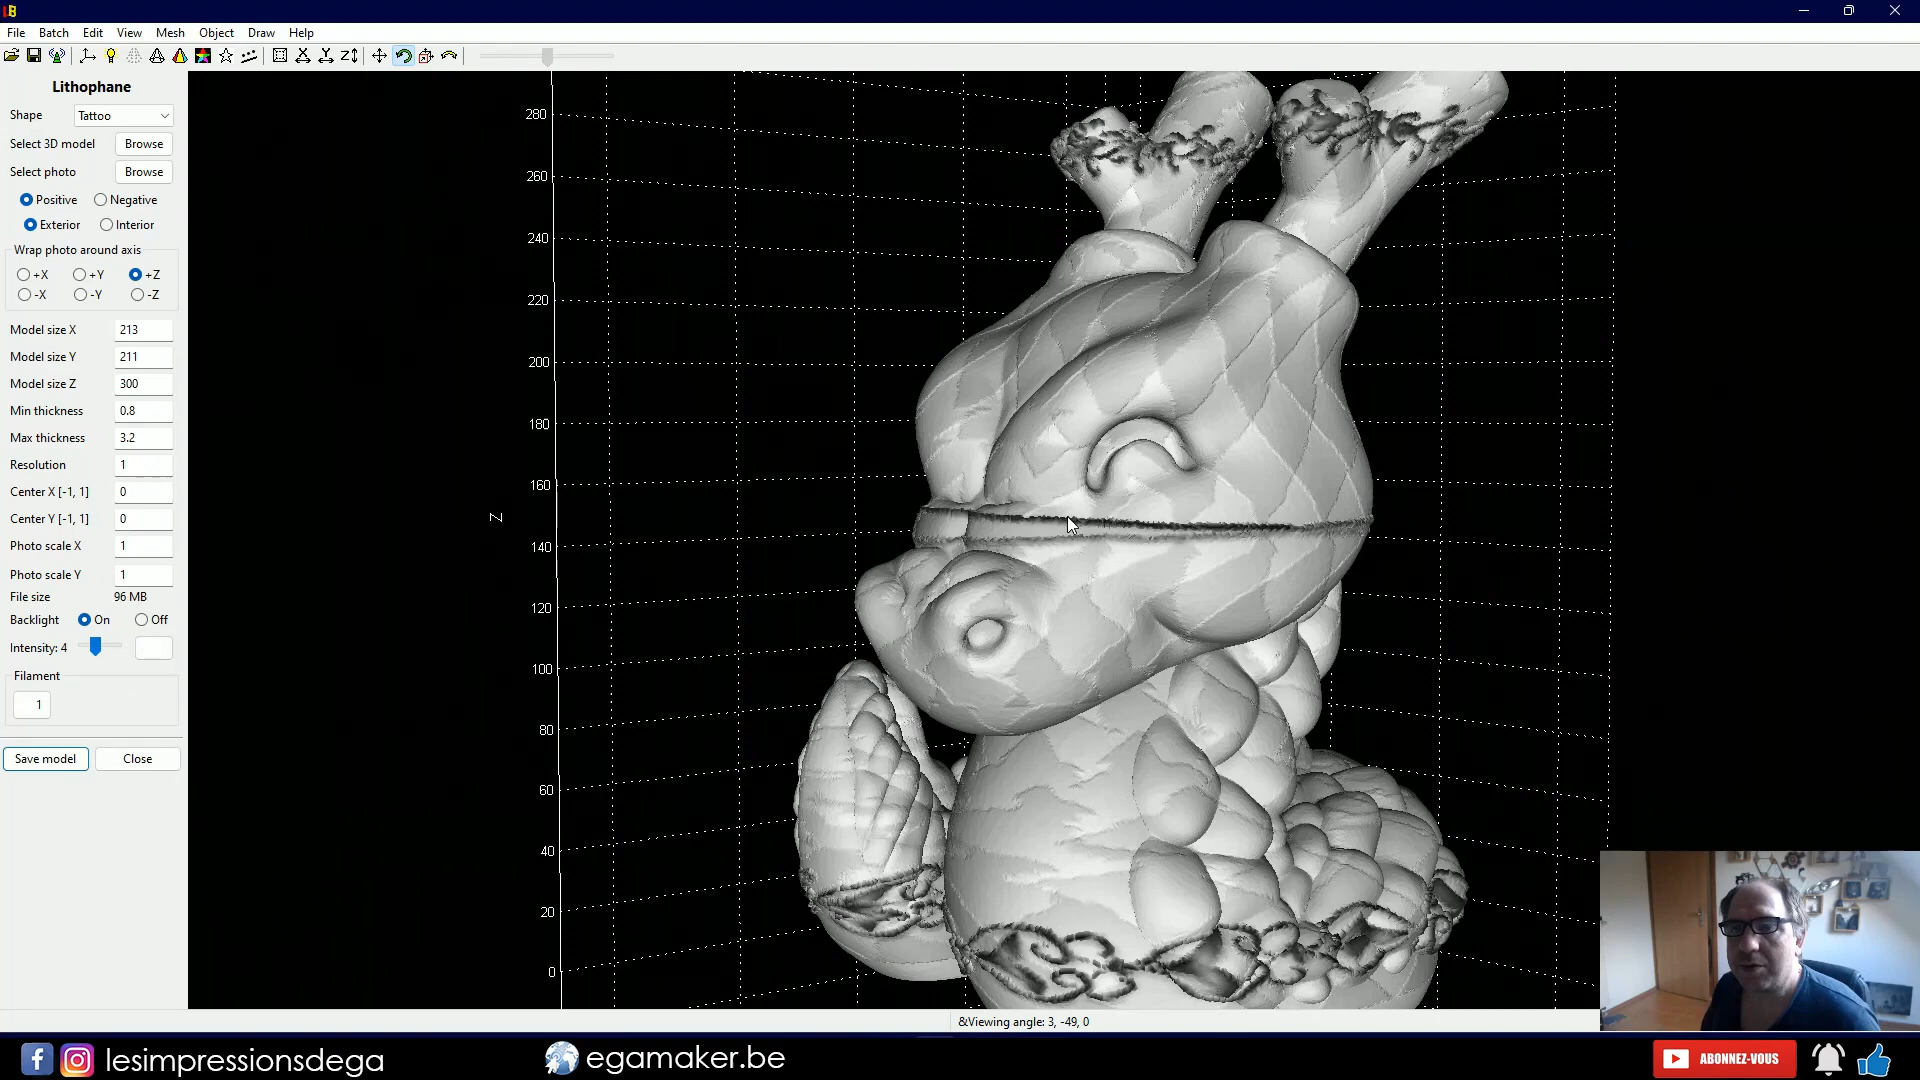 File Batch Edit View Mesh Object Draw Help
Lithophane
Shape Tattoo
Select 3D model Browse
Select photo Browse
Positive Negative
Exterior Interior
Wrap photo around axis
+X +Y +Z
-X -Y -Z
Model size X 213
Model size Y 211
Model size Z 300
Min thickness 0.8
Max thickness 3.2
Resolution 1
Center X [-1, 1] 0
Center Y [-1, 1] 0
Photo scale X 1
Photo scale Y 1
File size 96 MB
Backlight On Off
Intensity: 4
Filament
1
Save model Close
280
260
240
220
200
180
160
140
120
100
80
60
40
20
0
Z
&Viewing angle: 3, -49, 0
lesimpressionsdega
egamaker.be
ABONNEZ-VOUS